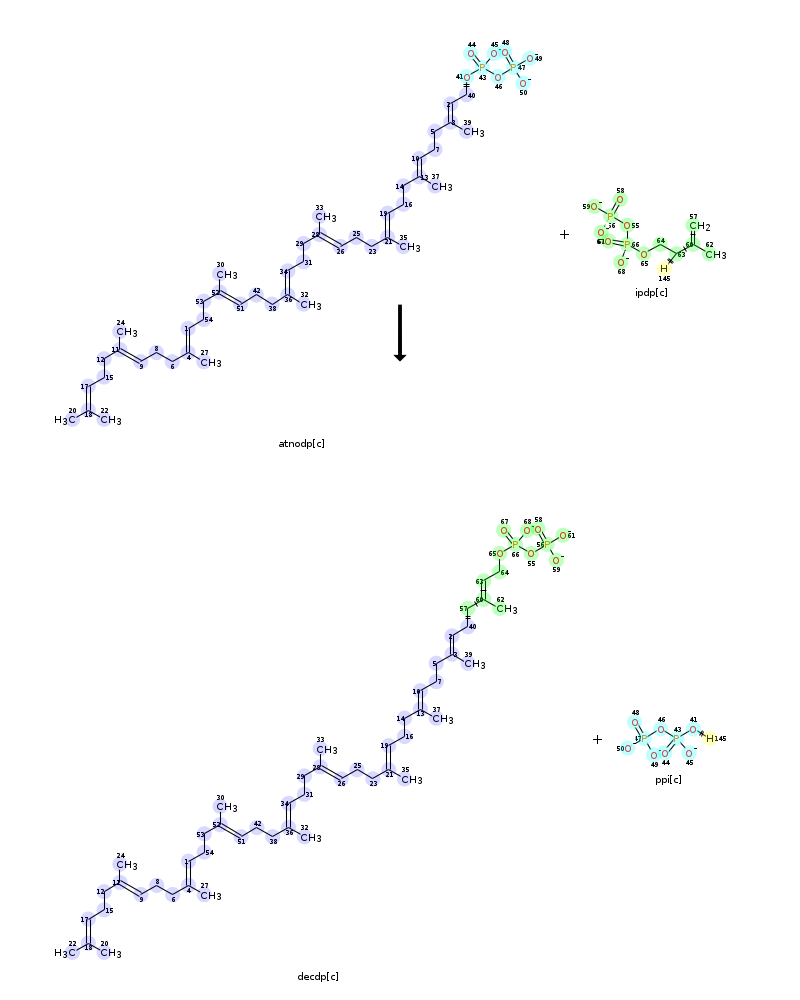 44 45 48
O O⁻ O O⁻ 49
41 O P 43 O 46 P 47 O⁻ 50
40
2
3 39 CH3
5
7
10
13 37 CH3
14
16
19
33 CH3
28 29 26 25 23 21 35 CH3
31
34
30 CH3
52 42 36 32 CH3
53 51 38
54
24 CH3
1
11 8
12 9 6 4 27 CH3
15
17
20 H3C 18 22 CH3
+
58
59 O⁻ O
P 56 O 55
57 CH2
O P 66 64 60 62 CH3
O⁻ 68 O 65 63
H 145
ipdp[c]
atnodp[c]
67 68 58
O O⁻ O O⁻ 61
65 O P 66 O 55 P 56 O⁻ 59
64
63
60 62 CH3
57
40
2
3 39 CH3
5
7
10
13 37 CH3
14
16
19
33 CH3
28 29 26 25 23 21 35 CH3
31
34
30 CH3
52 42 36 32 CH3
53 51 38
54
24 CH3
1
11 8
12 9 6 4 27 CH3
15
17
22 H3C 18 20 CH3
+
48 46 41
O O O H 145
47 P P 43
50 O⁻ O⁻ O O⁻
49 44 45
ppi[c]
decdp[c]